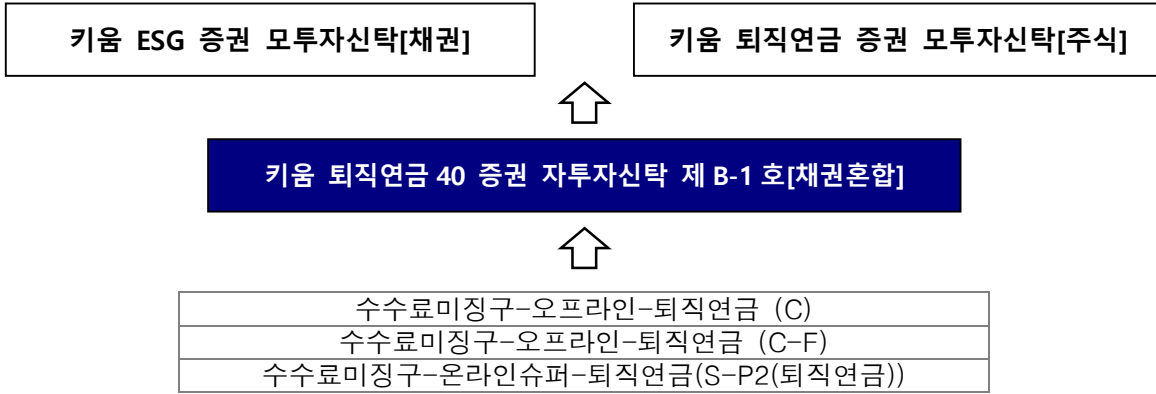 키움 ESG 증권 모투자신탁[채권]
키움 퇴직연금 증권 모투자신탁[주식]
키움 퇴직연금 40 증권 자투자신탁 제 B-1 호[채권혼합]
수수료미징구-오프라인-퇴직연금 (C)
수수료미징구-오프라인-퇴직연금 (C-F)
수수료미징구-온라인슈퍼-퇴직연금(S-P2(퇴직연금))